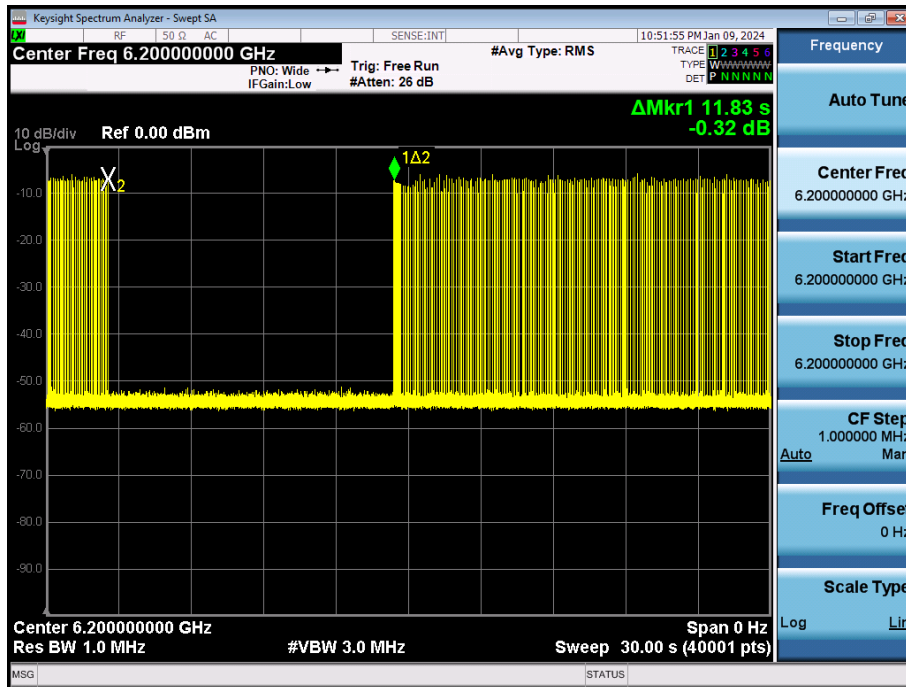 Keysight Spectrum Analyzer - Swept SA
LXI RF 50 Ω AC SENSE:INT 10:51:55 PM Jan 09, 2024
Center Freq 6.200000000 GHz
PNO: Wide
IFGain:Low
Trig: Free Run
#Atten: 26 dB
#Avg Type: RMS
TRACE 1 2 3 4 5 6
TYPE WWWWWW
DET P N N N N N
ΔMkr1 11.83 s
-0.32 dB
10 dB/div Ref 0.00 dBm
Log
1Δ2
X2
-10.0
-20.0
-30.0
-40.0
-50.0
-60.0
-70.0
-80.0
-90.0
Center 6.200000000 GHz Span 0 Hz
Res BW 1.0 MHz #VBW 3.0 MHz Sweep 30.00 s (40001 pts)
MSG STATUS
Frequency
Auto Tune
Center Freq
6.200000000 GHz
Start Freq
6.200000000 GHz
Stop Freq
6.200000000 GHz
CF Step
1.000000 MHz
Auto Man
Freq Offset
0 Hz
Scale Type
Log Lin